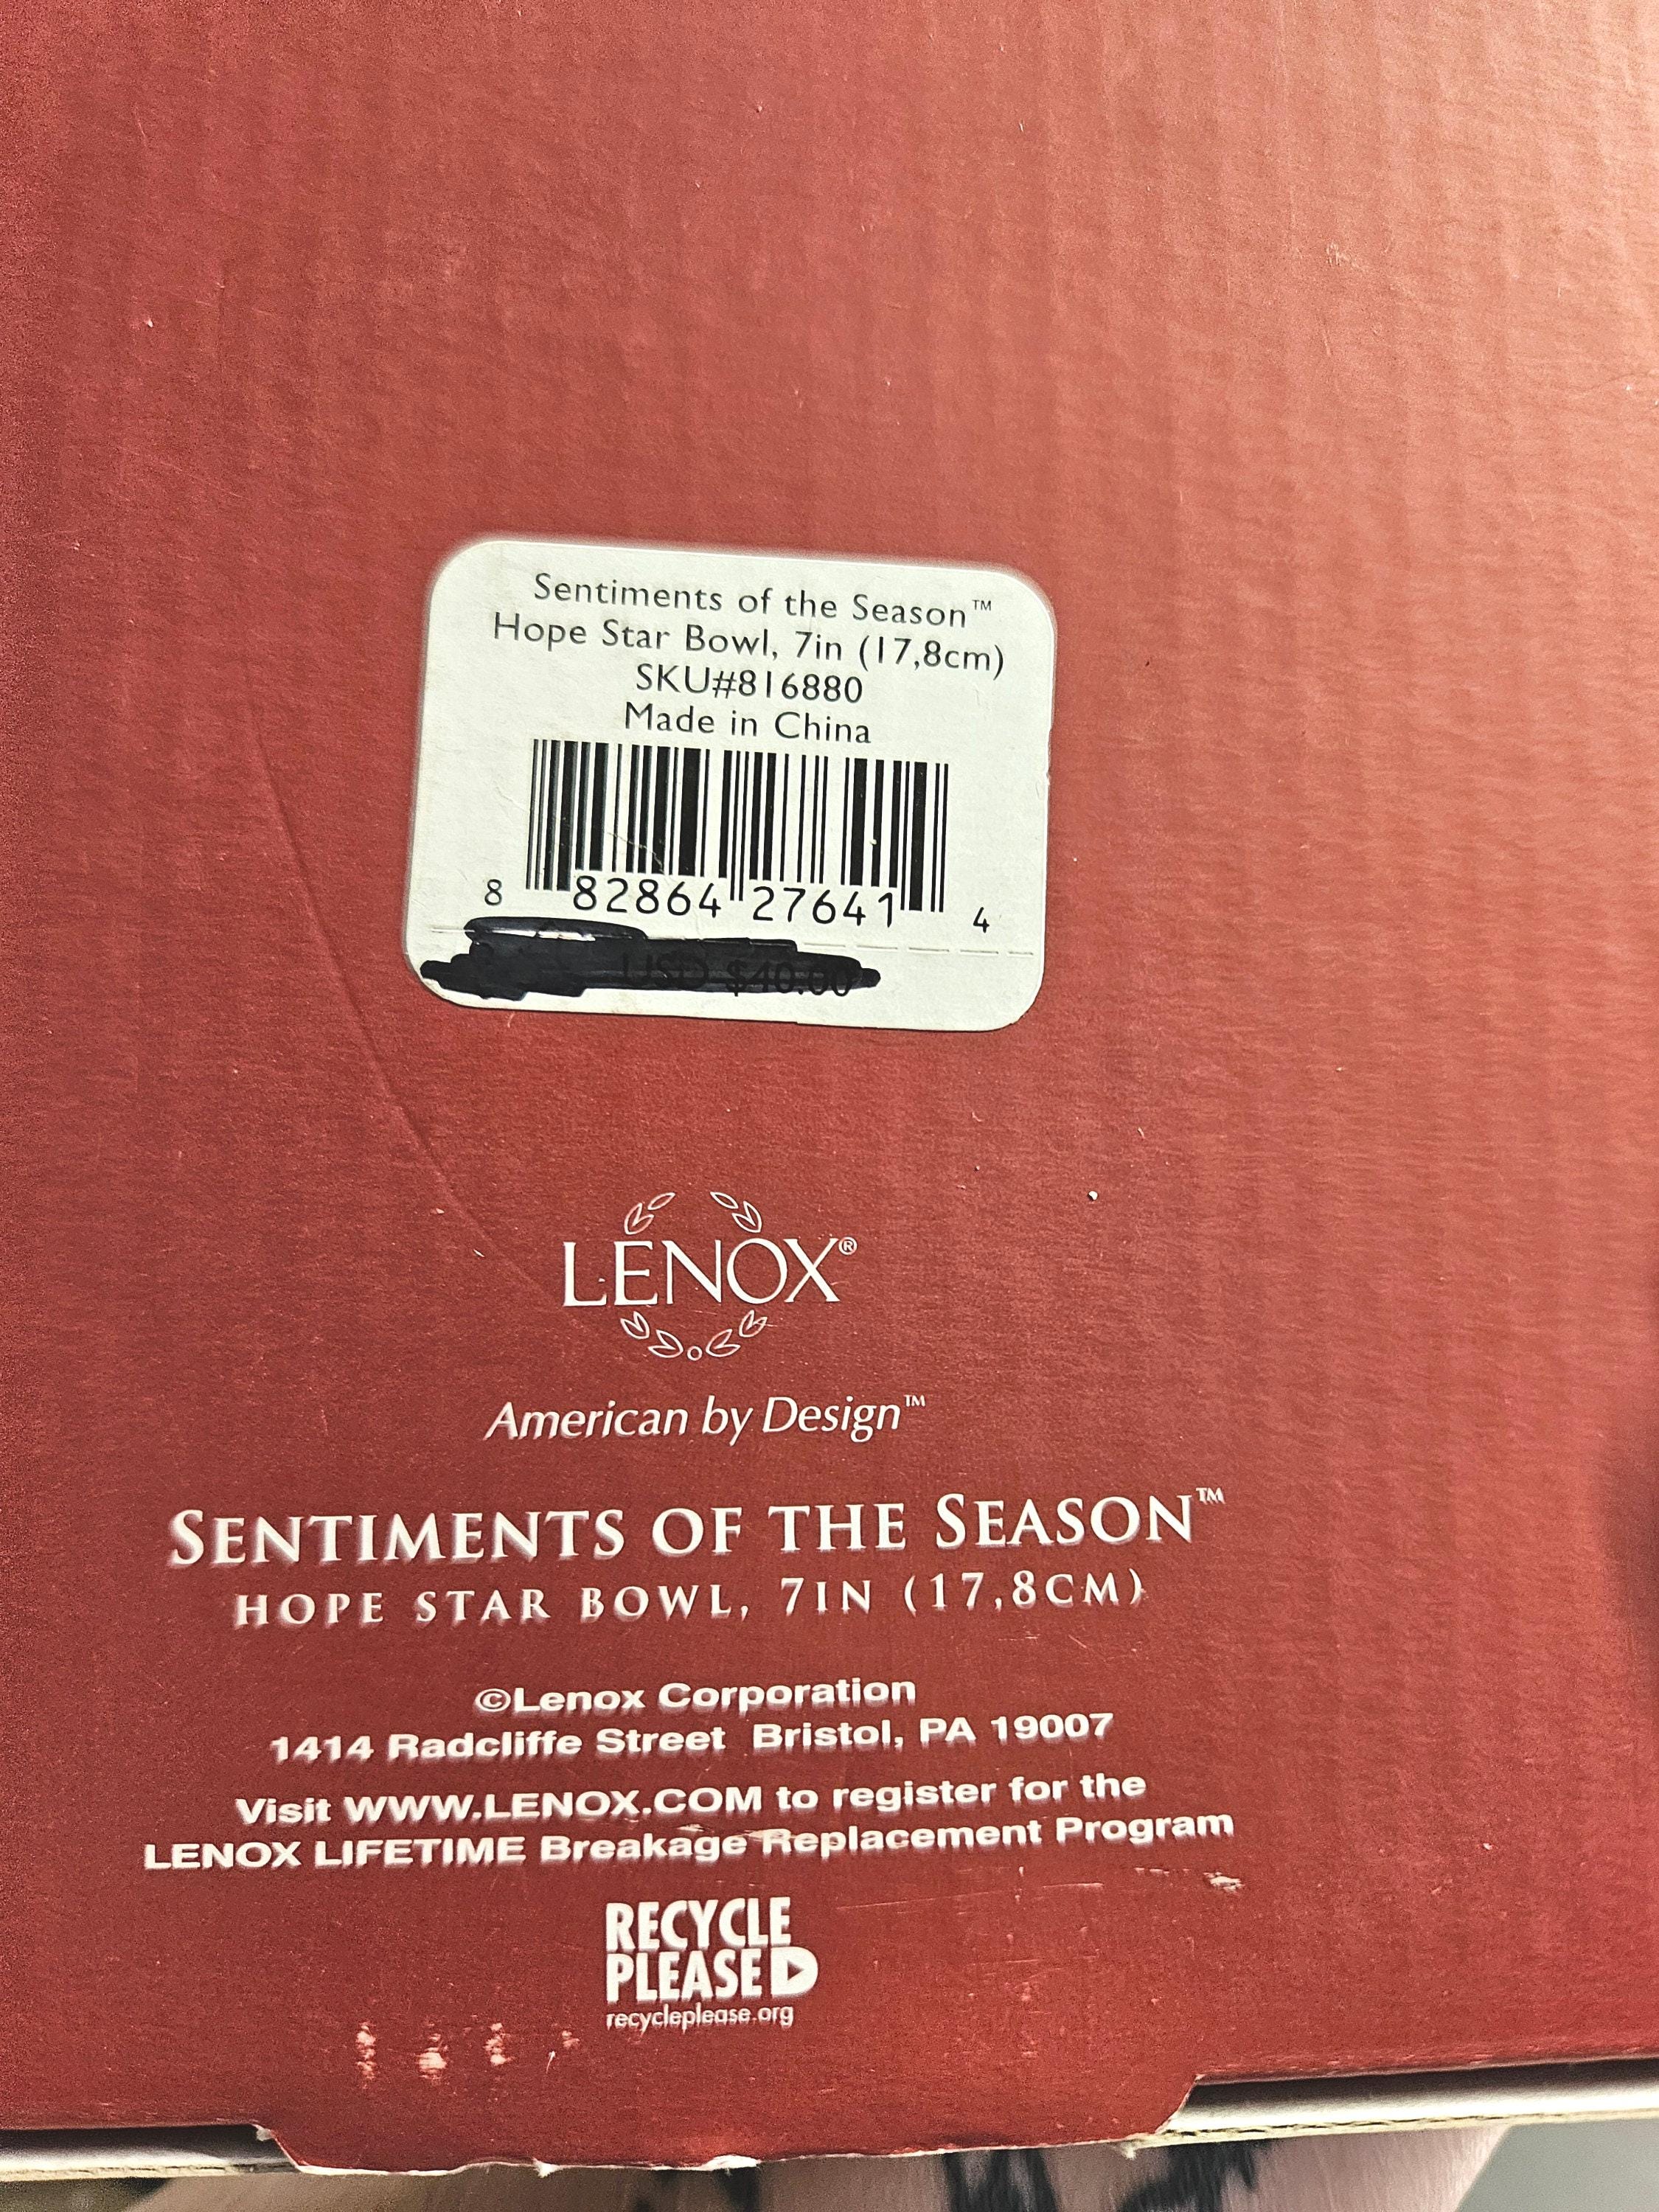 Sentiments of the Season™
Hope Star Bowl, 7in (17,8cm)
SKU#816880
Made in China
8 82864 27641 4
USD $40.00
LENOX®
American by Design™
SENTIMENTS OF THE SEASON™
HOPE STAR BOWL, 7IN (17,8CM)
©Lenox Corporation
1414 Radcliffe Street Bristol, PA 19007
Visit WWW.LENOX.COM to register for the
LENOX LIFETIME Breakage Replacement Program
RECYCLE
PLEASE
recycleplease.org